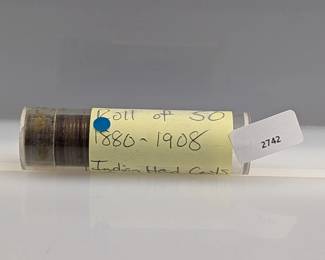 Roll of 50
1880-1908
Indian Head Cents
2742